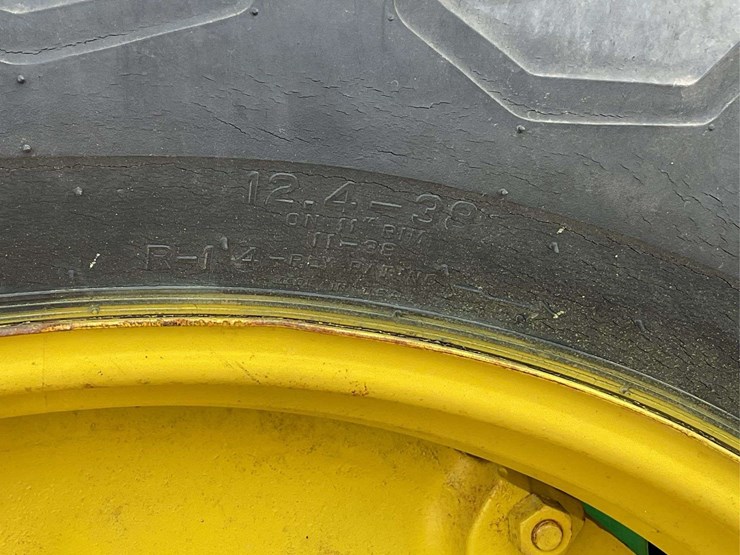 12.4-38
ON 11" RIM
11-38
R-1 4-PLY RATING